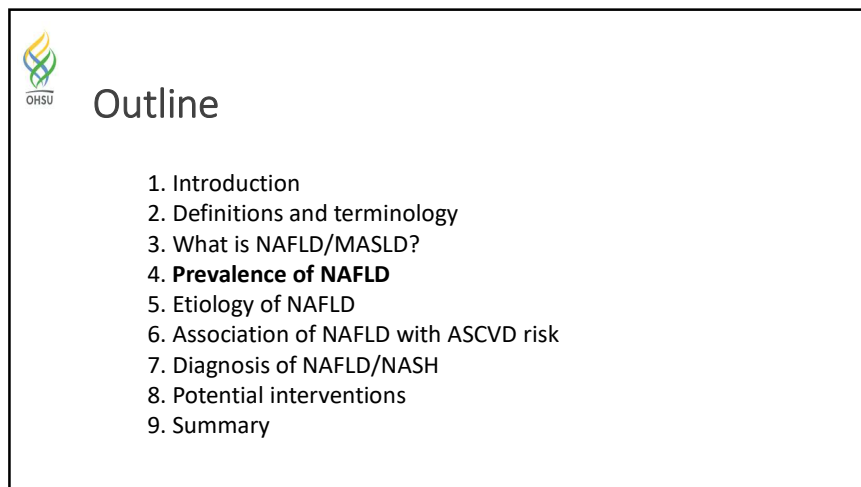 OHSU
Outline
1. Introduction
2. Definitions and terminology
3. What is NAFLD/MASLD?
4. Prevalence of NAFLD
5. Etiology of NAFLD
6. Association of NAFLD with ASCVD risk
7. Diagnosis of NAFLD/NASH
8. Potential interventions
9. Summary